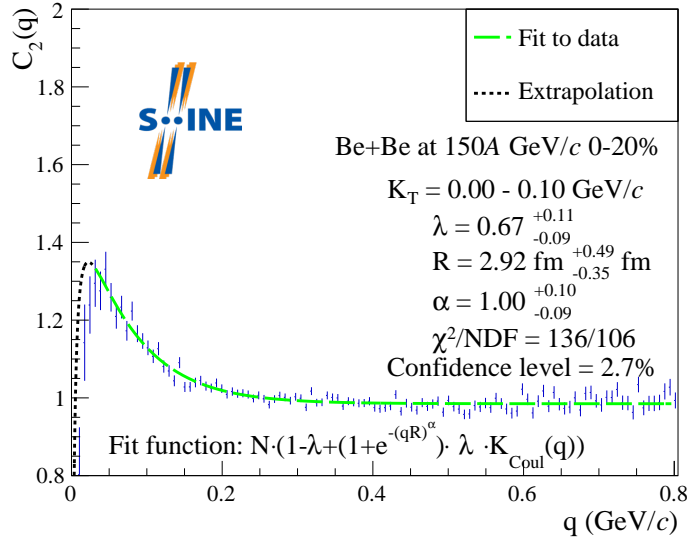 C₂(q)
2
1.8
1.6
1.4
1.2
1
0.8
Fit to data
Extrapolation
S••INE
Be+Be at 150A GeV/c 0-20%
K_T = 0.00 - 0.10 GeV/c
λ = 0.67 +0.11 -0.09
R = 2.92 fm +0.49 -0.35 fm
α = 1.00 +0.10 -0.09
χ²/NDF = 136/106
Confidence level = 2.7%
Fit function: N·(1-λ+(1+e^{-(qR)^α})· λ ·K_Coul(q))
0 0.2 0.4 0.6 0.8
q (GeV/c)